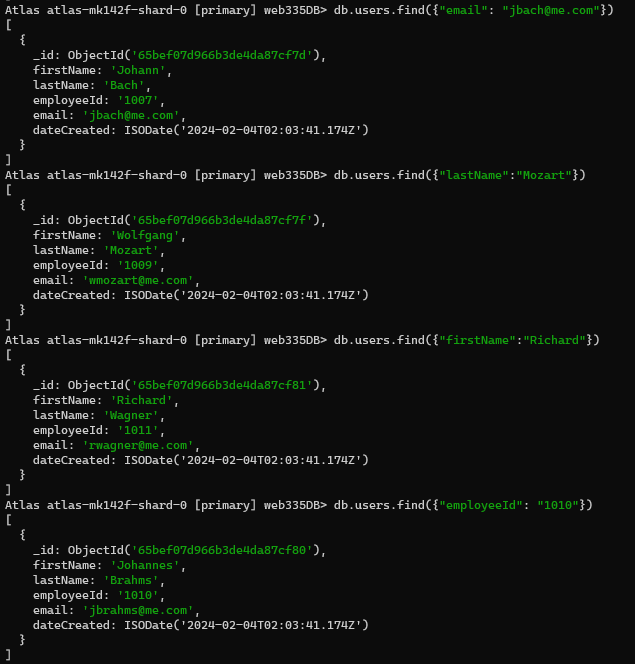 Atlas atlas-mk142f-shard-0 [primary] web335DB> db.users.find({"email": "jbach@me.com"})
[
  {
    _id: ObjectId('65bef07d966b3de4da87cf7d'),
    firstName: 'Johann',
    lastName: 'Bach',
    employeeId: '1007',
    email: 'jbach@me.com',
    dateCreated: ISODate('2024-02-04T02:03:41.174Z')
  }
]
Atlas atlas-mk142f-shard-0 [primary] web335DB> db.users.find({"lastName":"Mozart"})
[
  {
    _id: ObjectId('65bef07d966b3de4da87cf7f'),
    firstName: 'Wolfgang',
    lastName: 'Mozart',
    employeeId: '1009',
    email: 'wmozart@me.com',
    dateCreated: ISODate('2024-02-04T02:03:41.174Z')
  }
]
Atlas atlas-mk142f-shard-0 [primary] web335DB> db.users.find({"firstName":"Richard"})
[
  {
    _id: ObjectId('65bef07d966b3de4da87cf81'),
    firstName: 'Richard',
    lastName: 'Wagner',
    employeeId: '1011',
    email: 'rwagner@me.com',
    dateCreated: ISODate('2024-02-04T02:03:41.174Z')
  }
]
Atlas atlas-mk142f-shard-0 [primary] web335DB> db.users.find({"employeeId": "1010"})
[
  {
    _id: ObjectId('65bef07d966b3de4da87cf80'),
    firstName: 'Johannes',
    lastName: 'Brahms',
    employeeId: '1010',
    email: 'jbrahms@me.com',
    dateCreated: ISODate('2024-02-04T02:03:41.174Z')
  }
]